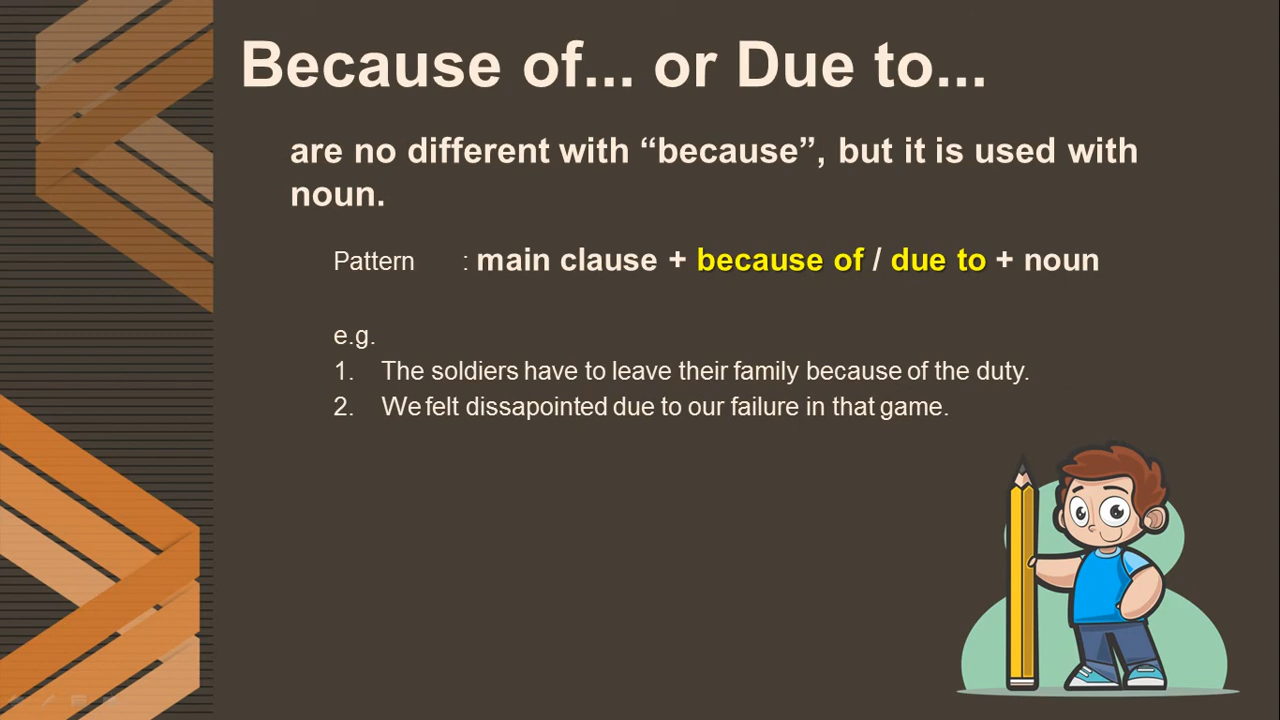 Because of... or Due to...
are no different with “because”, but it is used with
noun.
Pattern : main clause + because of / due to + noun
e.g.
1. The soldiers have to leave their family because of the duty.
2. We felt dissapointed due to our failure in that game.